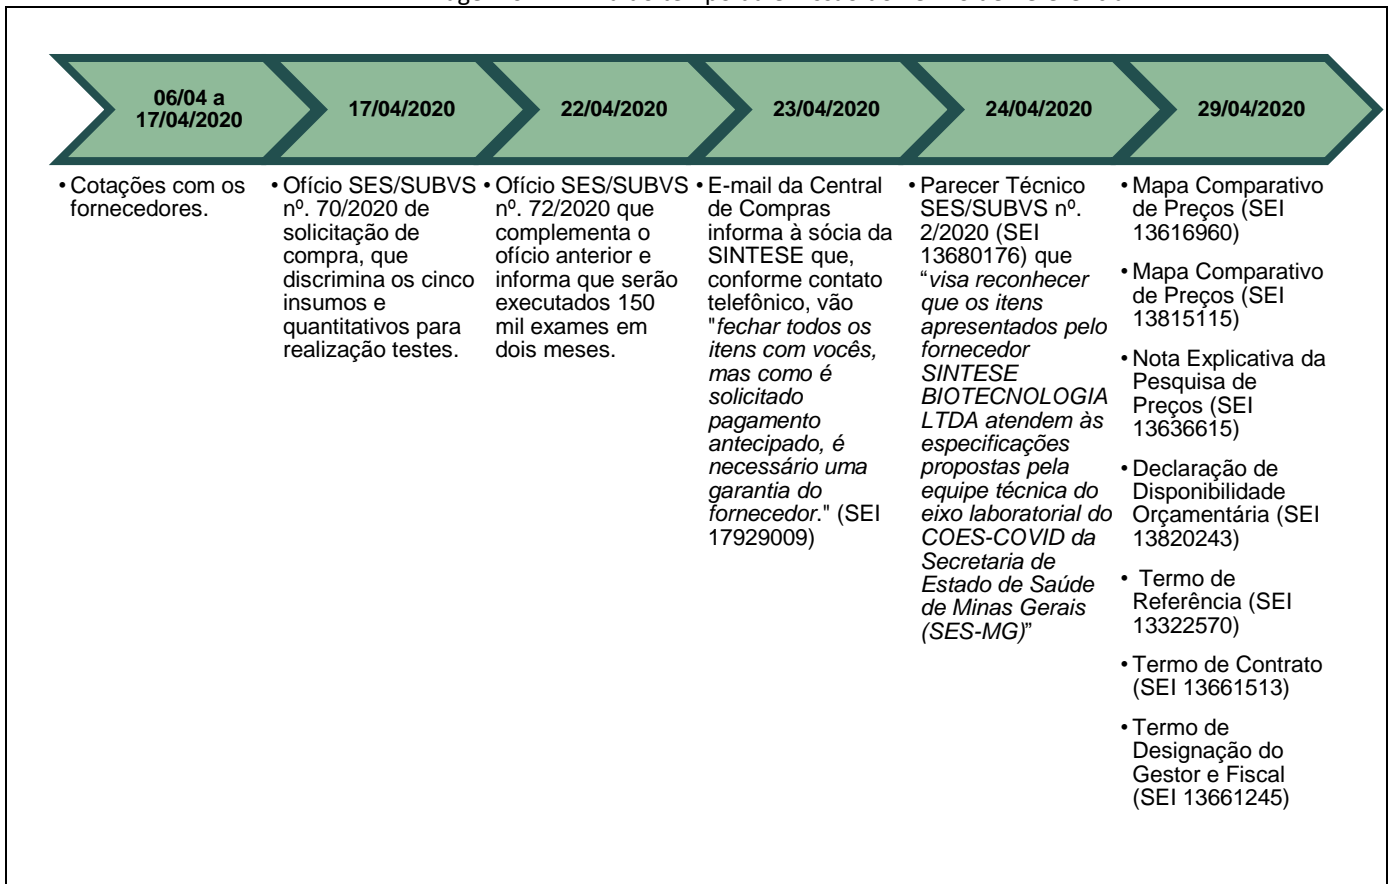 06/04 a
17/04/2020
17/04/2020
22/04/2020
23/04/2020
24/04/2020
29/04/2020
• Cotações com os
fornecedores.
• Ofício SES/SUBVS
nº. 70/2020 de
solicitação de
compra, que
discrimina os cinco
insumos e
quantitativos para
realização testes.
• Ofício SES/SUBVS
nº. 72/2020 que
complementa o
ofício anterior e
informa que serão
executados 150
mil exames em
dois meses.
• E-mail da Central
de Compras
informa à sócia da
SINTESE que,
conforme contato
telefônico, vão
"fechar todos os
itens com vocês,
mas como é
solicitado
pagamento
antecipado, é
necessário uma
garantia do
fornecedor." (SEI
17929009)
• Parecer Técnico
SES/SUBVS nº.
2/2020 (SEI
13680176) que
“visa reconhecer
que os itens
apresentados pelo
fornecedor
SINTESE
BIOTECNOLOGIA
LTDA atendem às
especificações
propostas pela
equipe técnica do
eixo laboratorial do
COES-COVID da
Secretaria de
Estado de Saúde
de Minas Gerais
(SES-MG)”
• Mapa Comparativo
de Preços (SEI
13616960)
• Mapa Comparativo
de Preços (SEI
13815115)
• Nota Explicativa da
Pesquisa de
Preços (SEI
13636615)
• Declaração de
Disponibilidade
Orçamentária (SEI
13820243)
• Termo de
Referência (SEI
13322570)
• Termo de Contrato
(SEI 13661513)
• Termo de
Designação do
Gestor e Fiscal
(SEI 13661245)